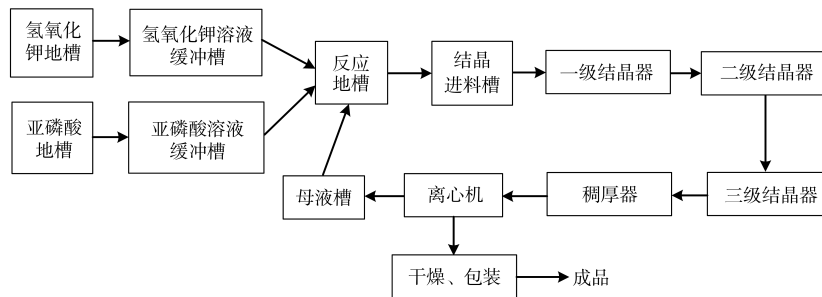 氢氧化
钾地槽
氢氧化钾溶液
缓冲槽
反应
地槽
结晶
进料槽
一级结晶器
二级结晶器
亚磷酸
地槽
亚磷酸溶液
缓冲槽
母液槽
离心机
稠厚器
三级结晶器
干燥、包装
成品